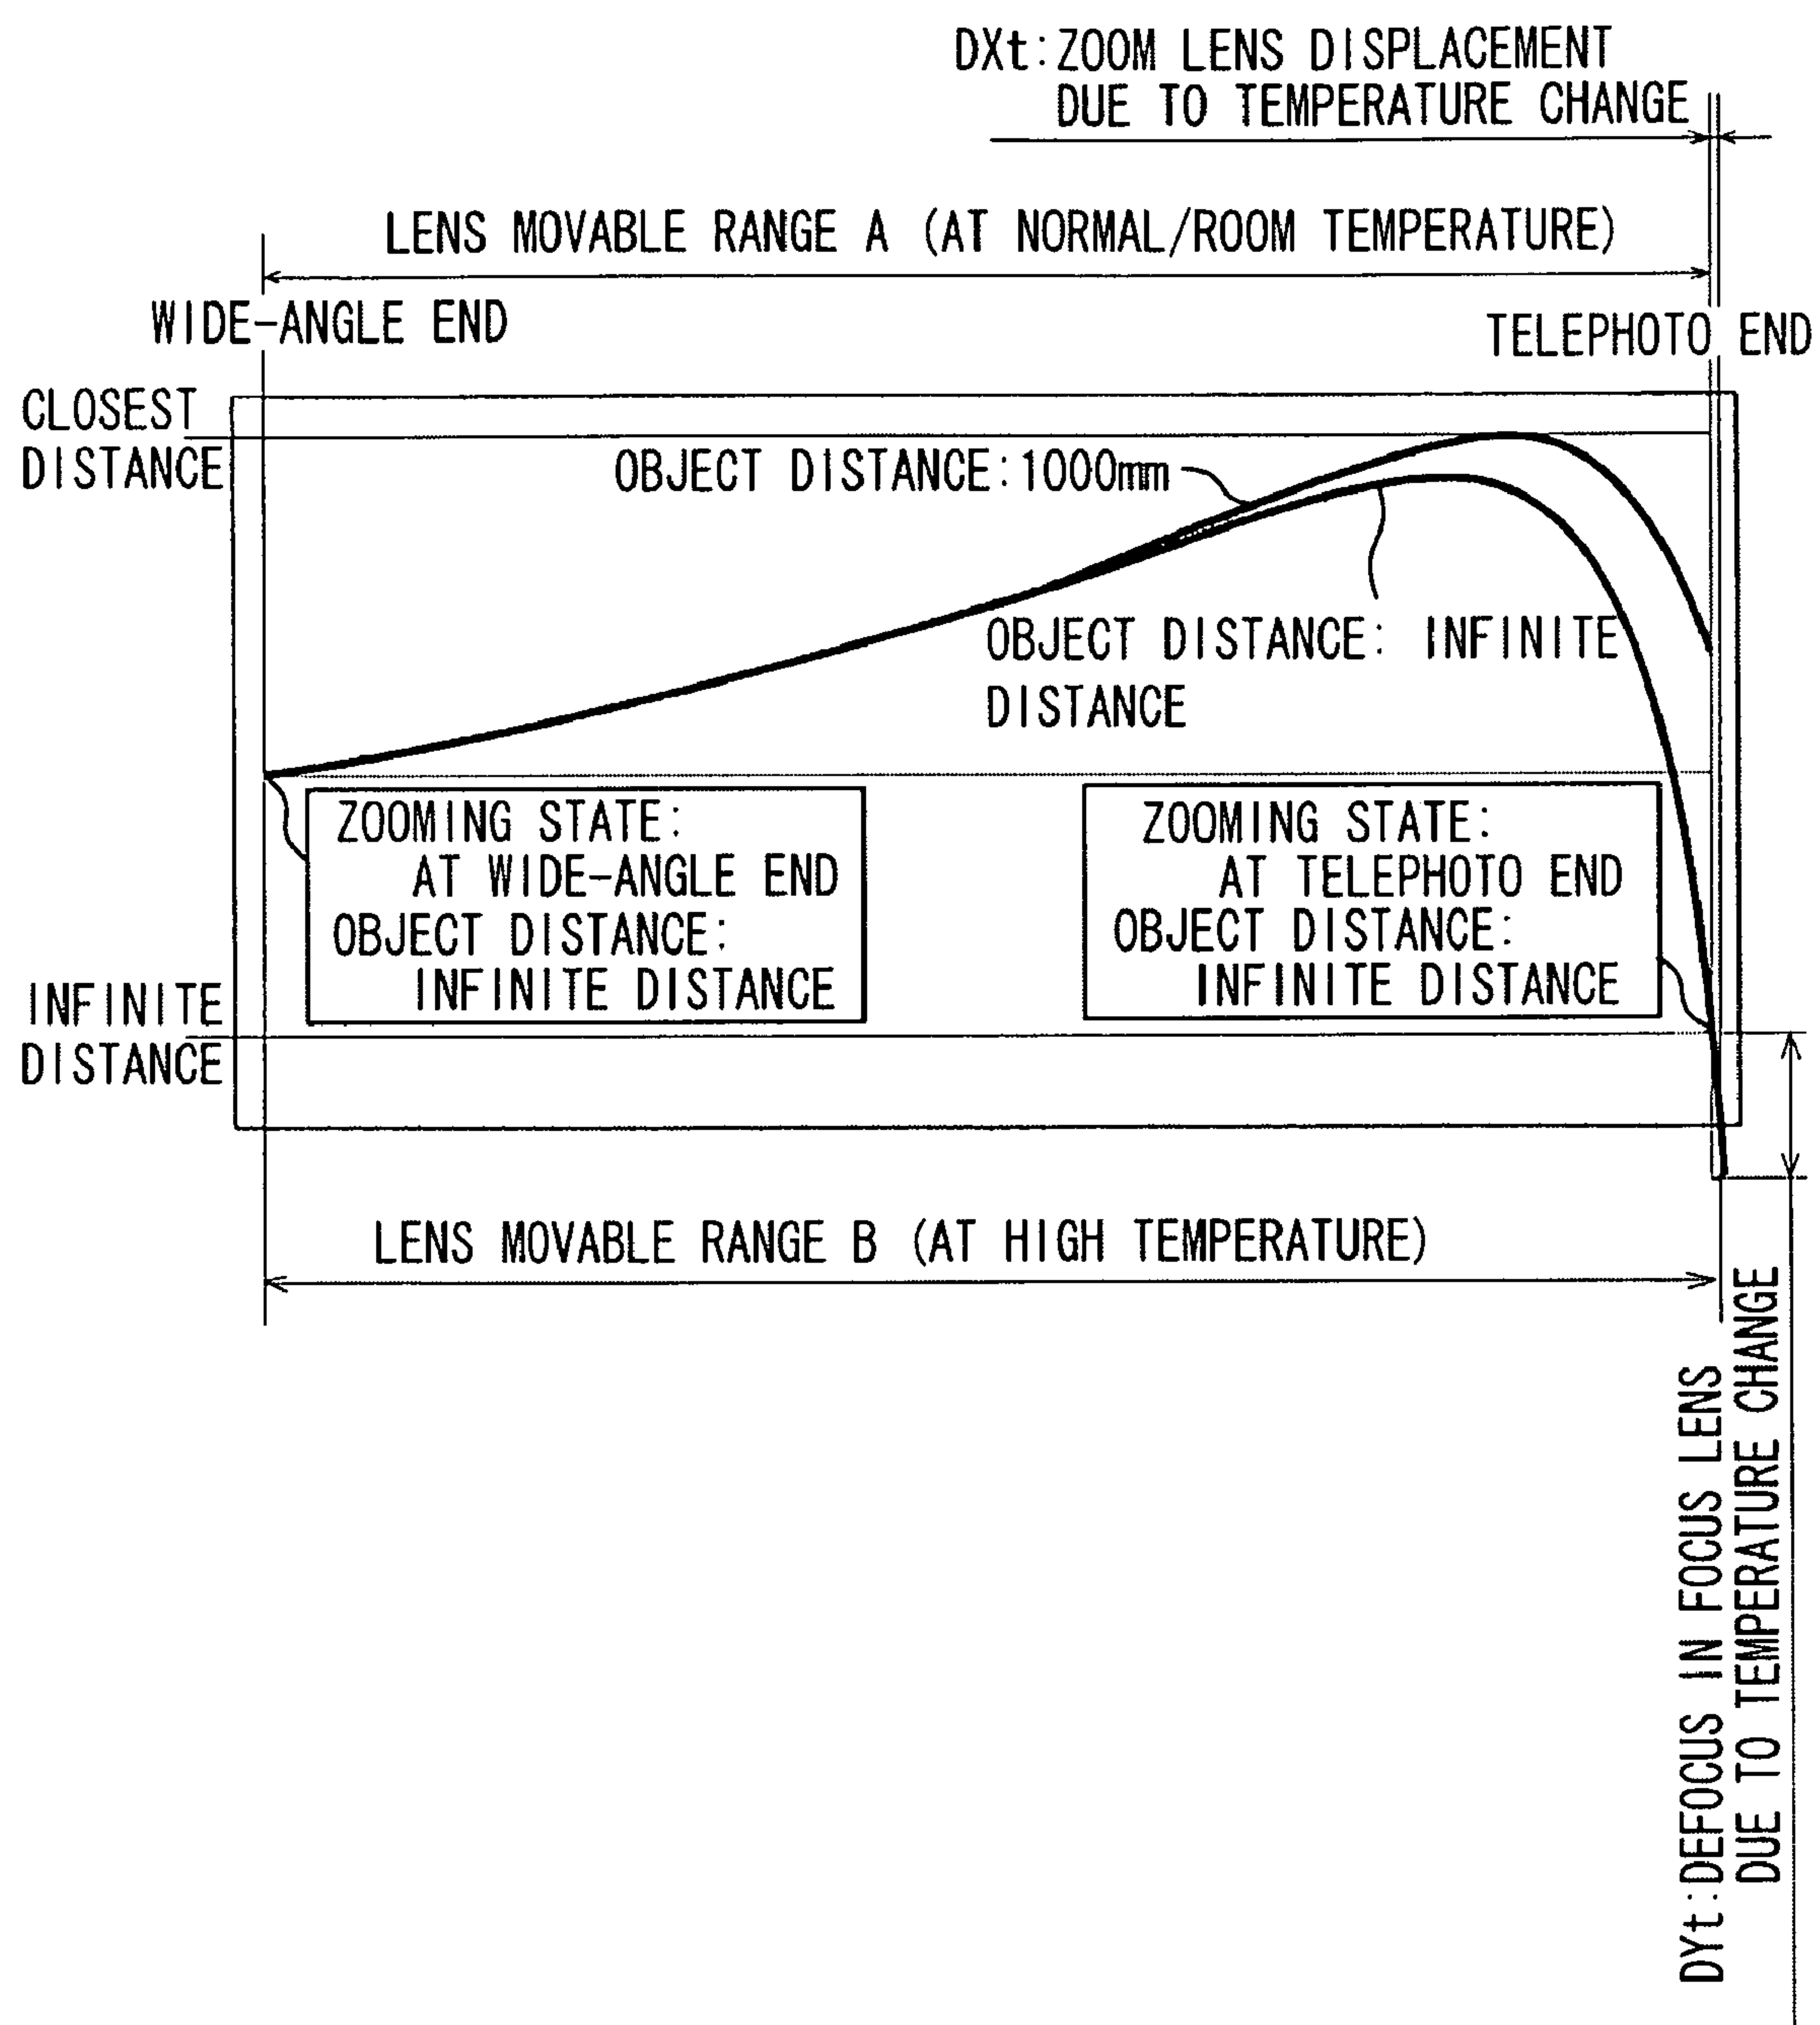 DXt:ZOOM LENS DISPLACEMENT
DUE TO TEMPERATURE CHANGE
LENS MOVABLE RANGE A (AT NORMAL/ROOM TEMPERATURE)
WIDE-ANGLE END
TELEPHOTO END
CLOSEST
DISTANCE
OBJECT DISTANCE:1000mm
OBJECT DISTANCE: INFINITE
DISTANCE
ZOOMING STATE:
AT WIDE-ANGLE END
OBJECT DISTANCE:
INFINITE DISTANCE
ZOOMING STATE:
AT TELEPHOTO END
OBJECT DISTANCE:
INFINITE DISTANCE
INFINITE
DISTANCE
LENS MOVABLE RANGE B (AT HIGH TEMPERATURE)
DYt:DEFOCUS IN FOCUS LENS
DUE TO TEMPERATURE CHANGE